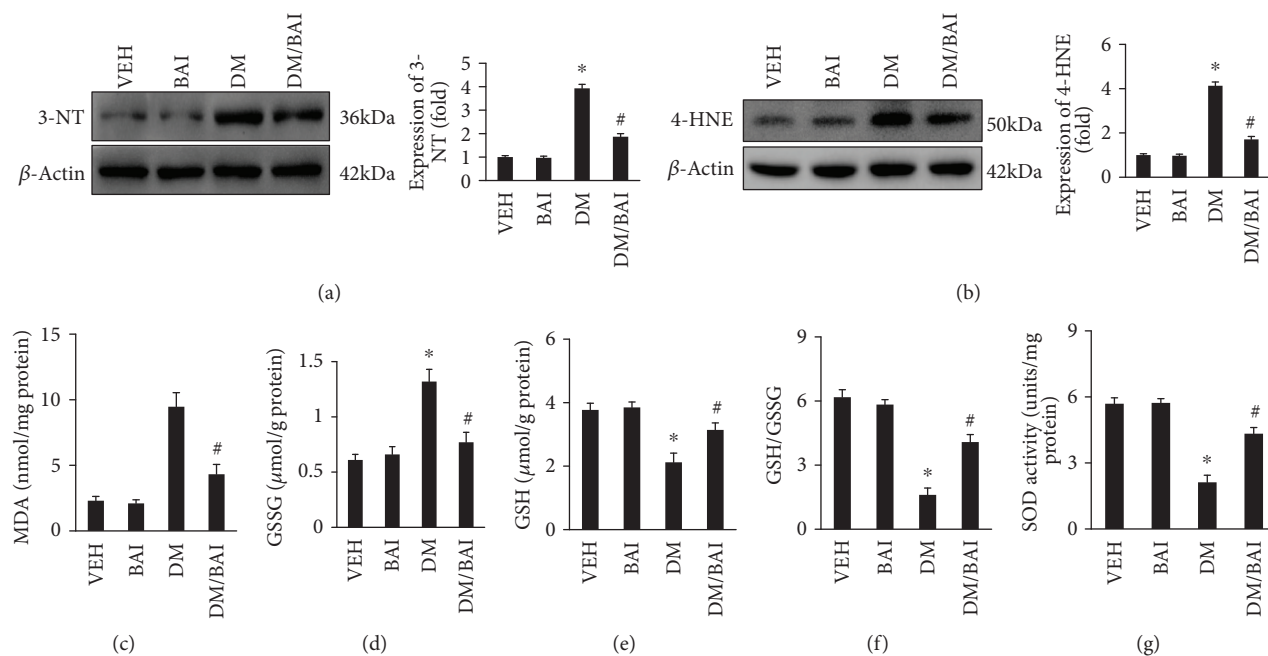 VEH
BAI
DM
DM/BAI
3-NT
36kDa
β-Actin
42kDa
Expression of 3-
NT (fold)
5
4
3
2
1
0
*
#
VEH
BAI
DM
DM/BAI
(a)
VEH
BAI
DM
DM/BAI
4-HNE
50kDa
β-Actin
42kDa
Expression of 4-HNE
(fold)
6
4
2
0
*
#
VEH
BAI
DM
DM/BAI
(b)
MDA (nmol/mg protein)
15
10
5
0
#
VEH
BAI
DM
DM/BAI
(c)
GSSG (μmol/g protein)
1.5
1
0.5
0
*
#
VEH
BAI
DM
DM/BAI
(d)
GSH (μmol/g protein)
6
4
2
0
*
#
VEH
BAI
DM
DM/BAI
(e)
GSH/GSSG
9
6
3
0
*
#
VEH
BAI
DM
DM/BAI
(f)
SOD activity (units/mg
protein)
9
6
3
0
*
#
VEH
BAI
DM
DM/BAI
(g)